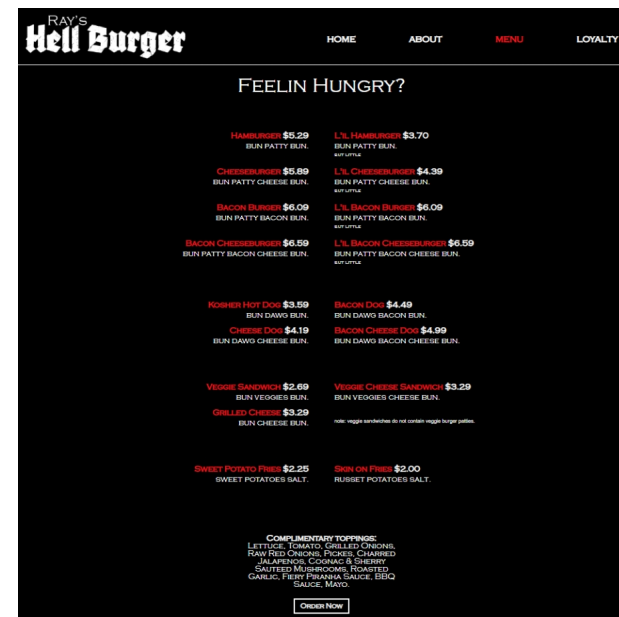 RAY'S
Hell Burger
HOME ABOUT MENU LOYALTY
FEELIN HUNGRY?
HAMBURGER $5.29
BUN PATTY BUN.
L'IL HAMBURGER $3.70
BUN PATTY BUN.
BUT LITTLE
CHEESEBURGER $5.89
BUN PATTY CHEESE BUN.
L'IL CHEESEBURGER $4.39
BUN PATTY CHEESE BUN.
BUT LITTLE
BACON BURGER $6.09
BUN PATTY BACON BUN.
L'IL BACON BURGER $6.09
BUN PATTY BACON BUN.
BUT LITTLE
BACON CHEESEBURGER $6.59
BUN PATTY BACON CHEESE BUN.
L'IL BACON CHEESEBURGER $6.59
BUN PATTY BACON CHEESE BUN.
BUT LITTLE
KOSHER HOT DOG $3.59
BUN DAWG BUN.
BACON DOG $4.49
BUN DAWG BACON BUN.
CHEESE DOG $4.19
BUN DAWG CHEESE BUN.
BACON CHEESE DOG $4.99
BUN DAWG BACON CHEESE BUN.
VEGGIE SANDWICH $2.69
BUN VEGGIES BUN.
VEGGIE CHEESE SANDWICH $3.29
BUN VEGGIES CHEESE BUN.
GRILLED CHEESE $3.29
BUN CHEESE BUN.
note: veggie sandwiches do not contain veggie burger patties.
SWEET POTATO FRIES $2.25
SWEET POTATOES SALT.
SKIN ON FRIES $2.00
RUSSET POTATOES SALT.
COMPLIMENTARY TOPPINGS:
LETTUCE, TOMATO, GRILLED ONIONS,
RAW RED ONIONS, PICKES, CHARRED
JALAPENOS, COGNAC & SHERRY
SAUTEED MUSHROOMS, ROASTED
GARLIC, FIERY PIRANHA SAUCE, BBQ
SAUCE, MAYO.
ORDER NOW